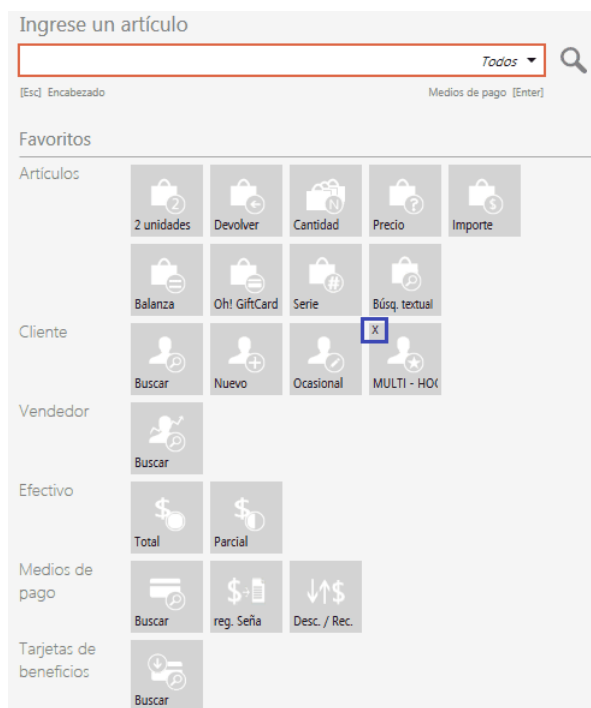 Ingrese un artículo
Todos
[Esc] Encabezado Medios de pago [Enter]
Favoritos
Artículos
2 unidades Devolver Cantidad Precio Importe
Balanza Oh! GiftCard Serie Búsq. textual
Cliente
X
Buscar Nuevo Ocasional MULTI - HO
Vendedor
Buscar
Efectivo
Total Parcial
Medios de
pago
Buscar reg. Seña Desc. / Rec.
Tarjetas de
beneficios
Buscar